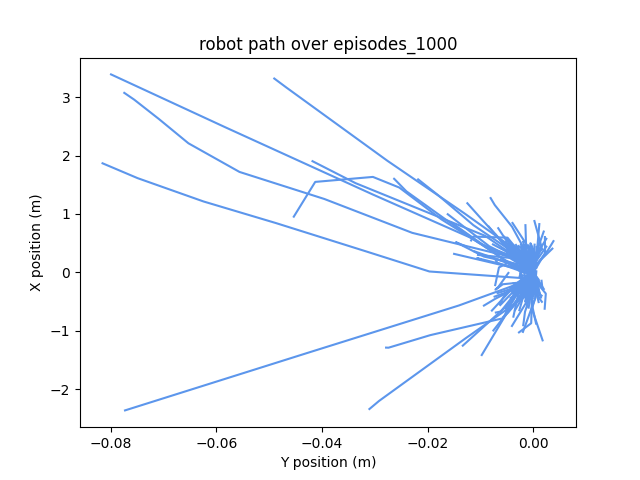 robot path over episodes_1000
X position (m)
3
2
1
0
−1
−2
−0.08 −0.06 −0.04 −0.02 0.00
Y position (m)